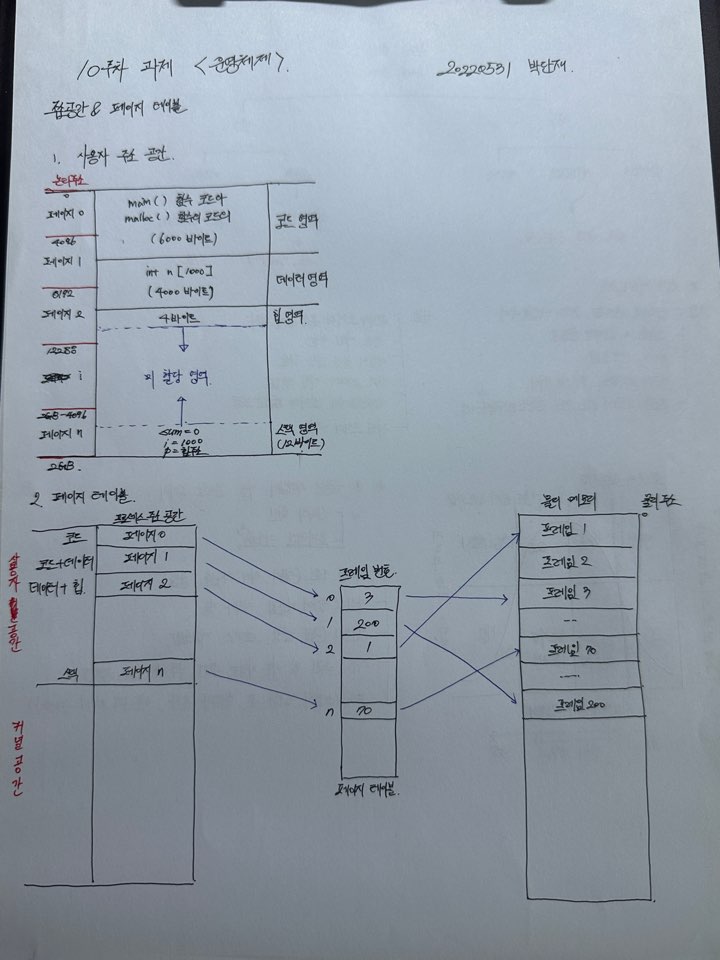 10주차 과제 <운영체제>. 20220531 박단재.
주소공간 & 페이지 테이블
1. 사용자 주소 공간.
논리주소
0
페이지 0
main() 함수 코드와
malloc() 함수의 코드의
(6000 바이트)
코드 영역
4096
페이지 1
int n [1000]
(4000 바이트)
데이터 영역
8192
페이지 2
4 바이트
힙 영역
12288
i
미 할당 영역.
2GB-4096
페이지 n
sum = 0
i = 1000
p = 힙주소
스택 영역
(12바이트)
2GB.
2. 페이지 테이블.
프로세스 주소 공간
물리 메모리 물리주소
0
코드 페이지 0
코드+데이터 페이지 1
데이터 + 힙. 페이지 2
스택 페이지 n
사용자 공간
커널 공간
프레임 번호
0 3
1 200
2 1
n 70
페이지 테이블.
프레임 1
프레임 2
프레임 3
---
프레임 70
----
프레임 200